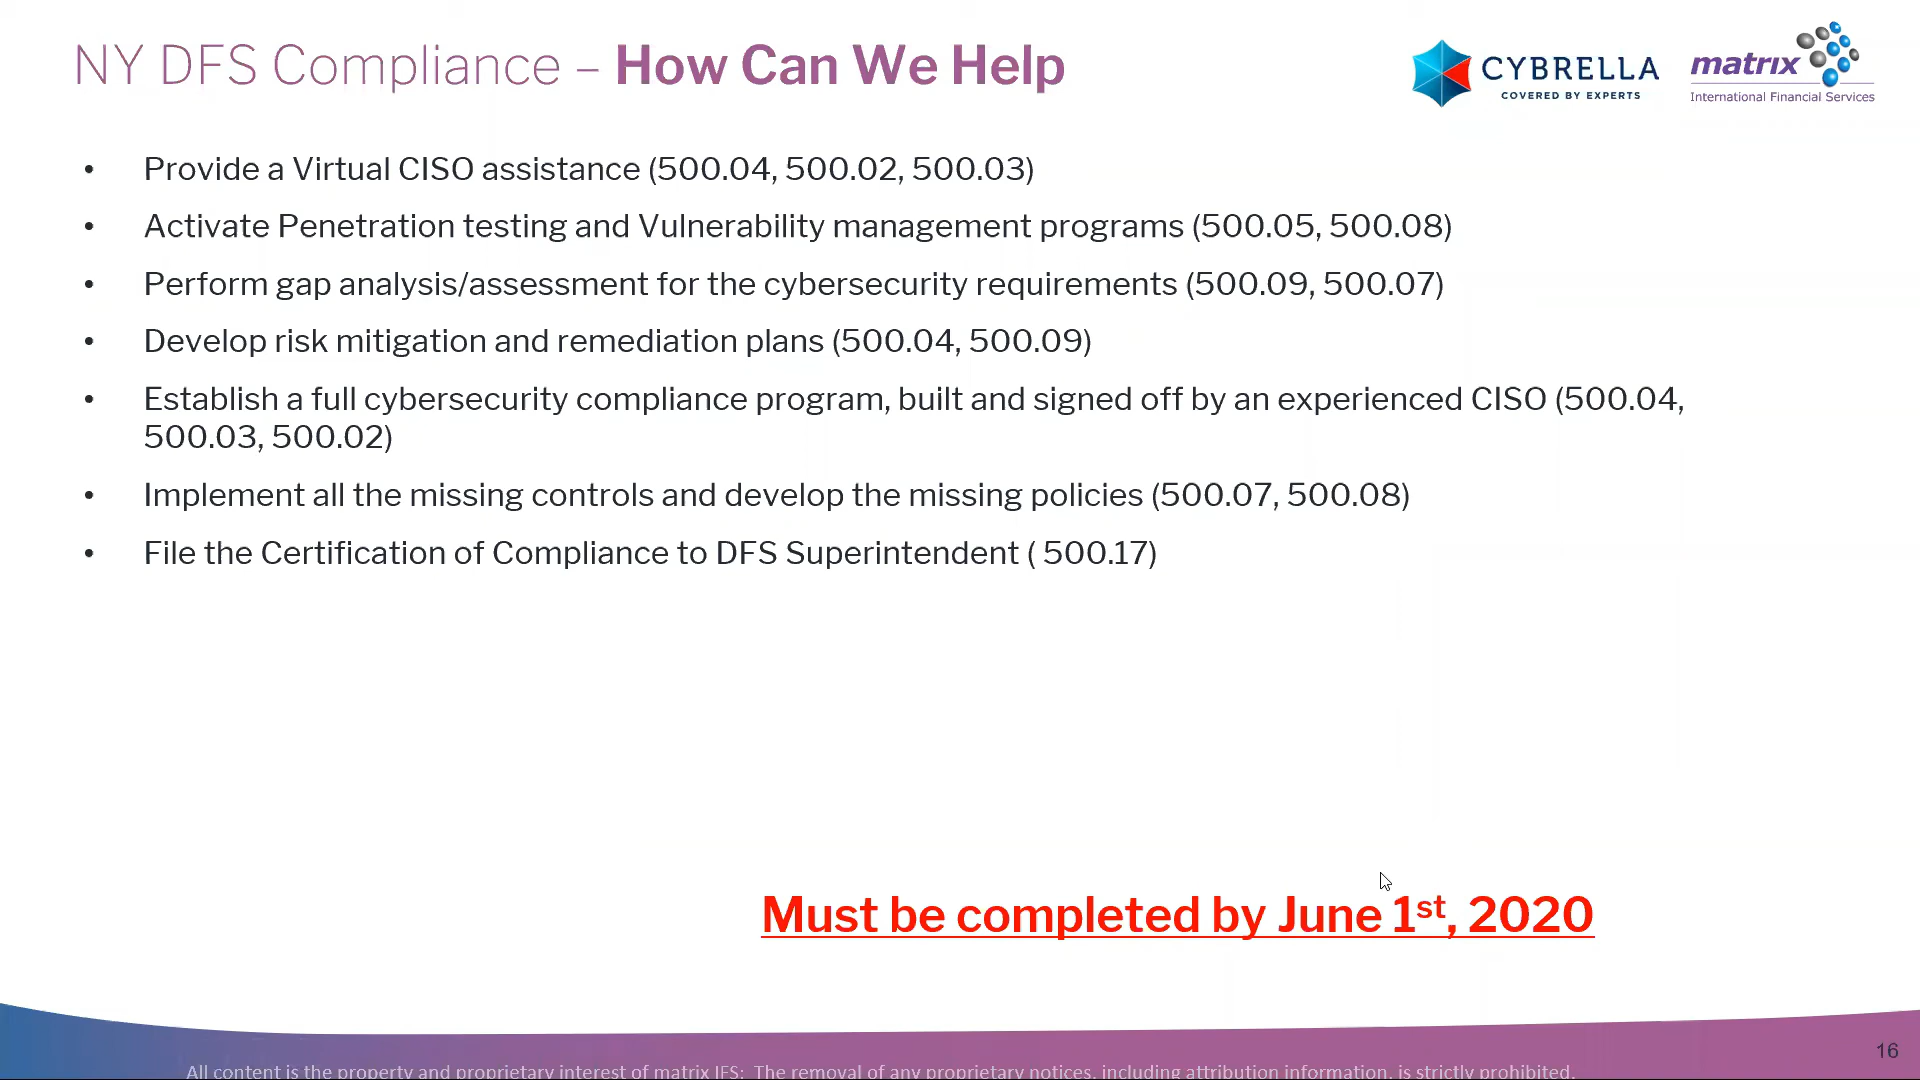 NY DFS Compliance – How Can We Help
CYBRELLA
COVERED BY EXPERTS
matrix
International Financial Services
• Provide a Virtual CISO assistance (500.04, 500.02, 500.03)
• Activate Penetration testing and Vulnerability management programs (500.05, 500.08)
• Perform gap analysis/assessment for the cybersecurity requirements (500.09, 500.07)
• Develop risk mitigation and remediation plans (500.04, 500.09)
• Establish a full cybersecurity compliance program, built and signed off by an experienced CISO (500.04,
500.03, 500.02)
• Implement all the missing controls and develop the missing policies (500.07, 500.08)
• File the Certification of Compliance to DFS Superintendent ( 500.17)
Must be completed by June 1st, 2020
16
All content is the property and proprietary interest of matrix IFS; The removal of any proprietary notices, including attribution information, is strictly prohibited.